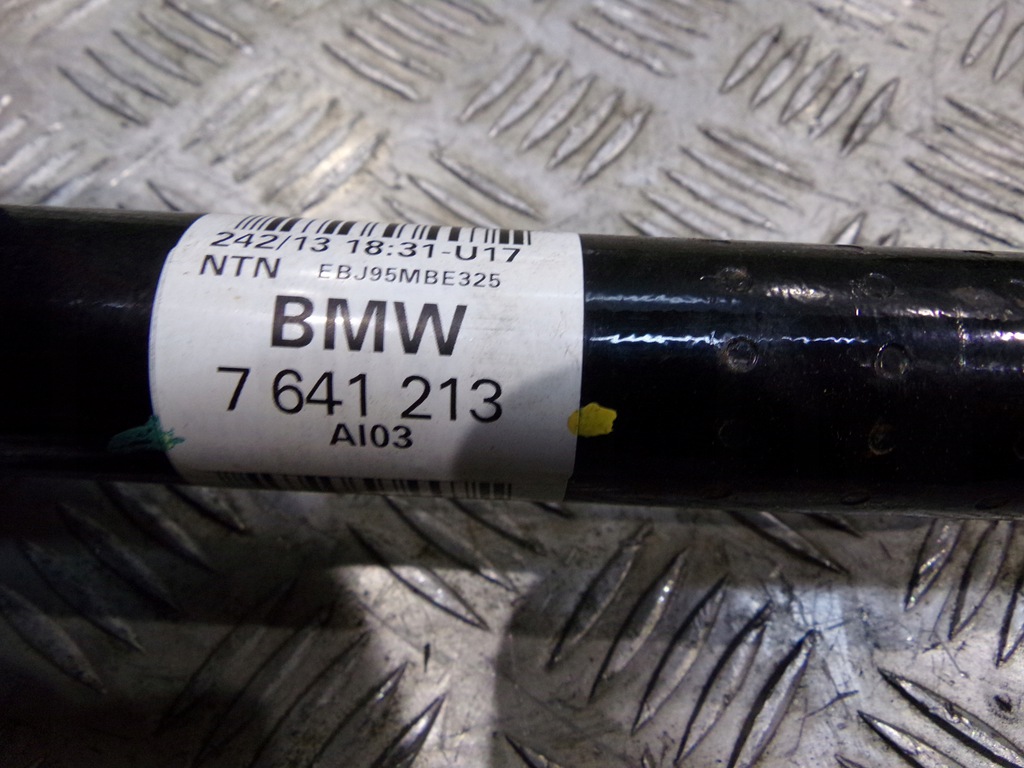 242/13 18:31-U17
NTN EBJ95MBE325
BMW
7 641 213
AI03